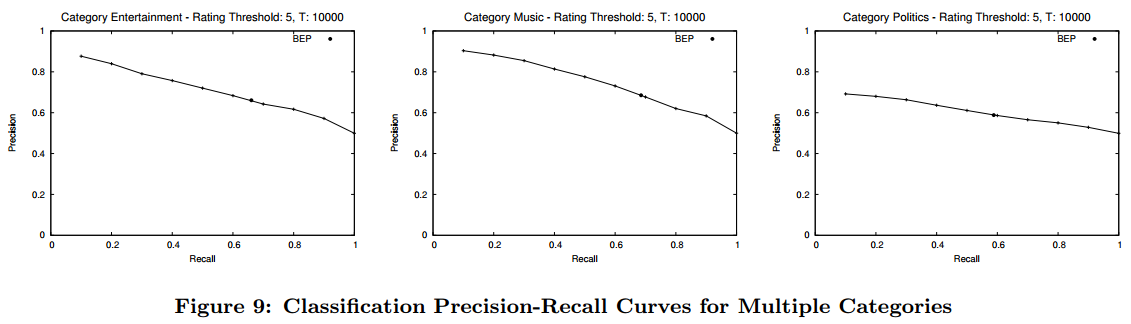 Category Entertainment - Rating Threshold: 5, T: 10000
BEP
1
0.8
0.6
0.4
0.2
0
Precision
0 0.2 0.4 0.6 0.8 1
Recall
Category Music - Rating Threshold: 5, T: 10000
BEP
1
0.8
0.6
0.4
0.2
0
Precision
0 0.2 0.4 0.6 0.8 1
Recall
Category Politics - Rating Threshold: 5, T: 10000
BEP
1
0.8
0.6
0.4
0.2
0
Precision
0 0.2 0.4 0.6 0.8 1
Recall
Figure 9: Classification Precision-Recall Curves for Multiple Categories